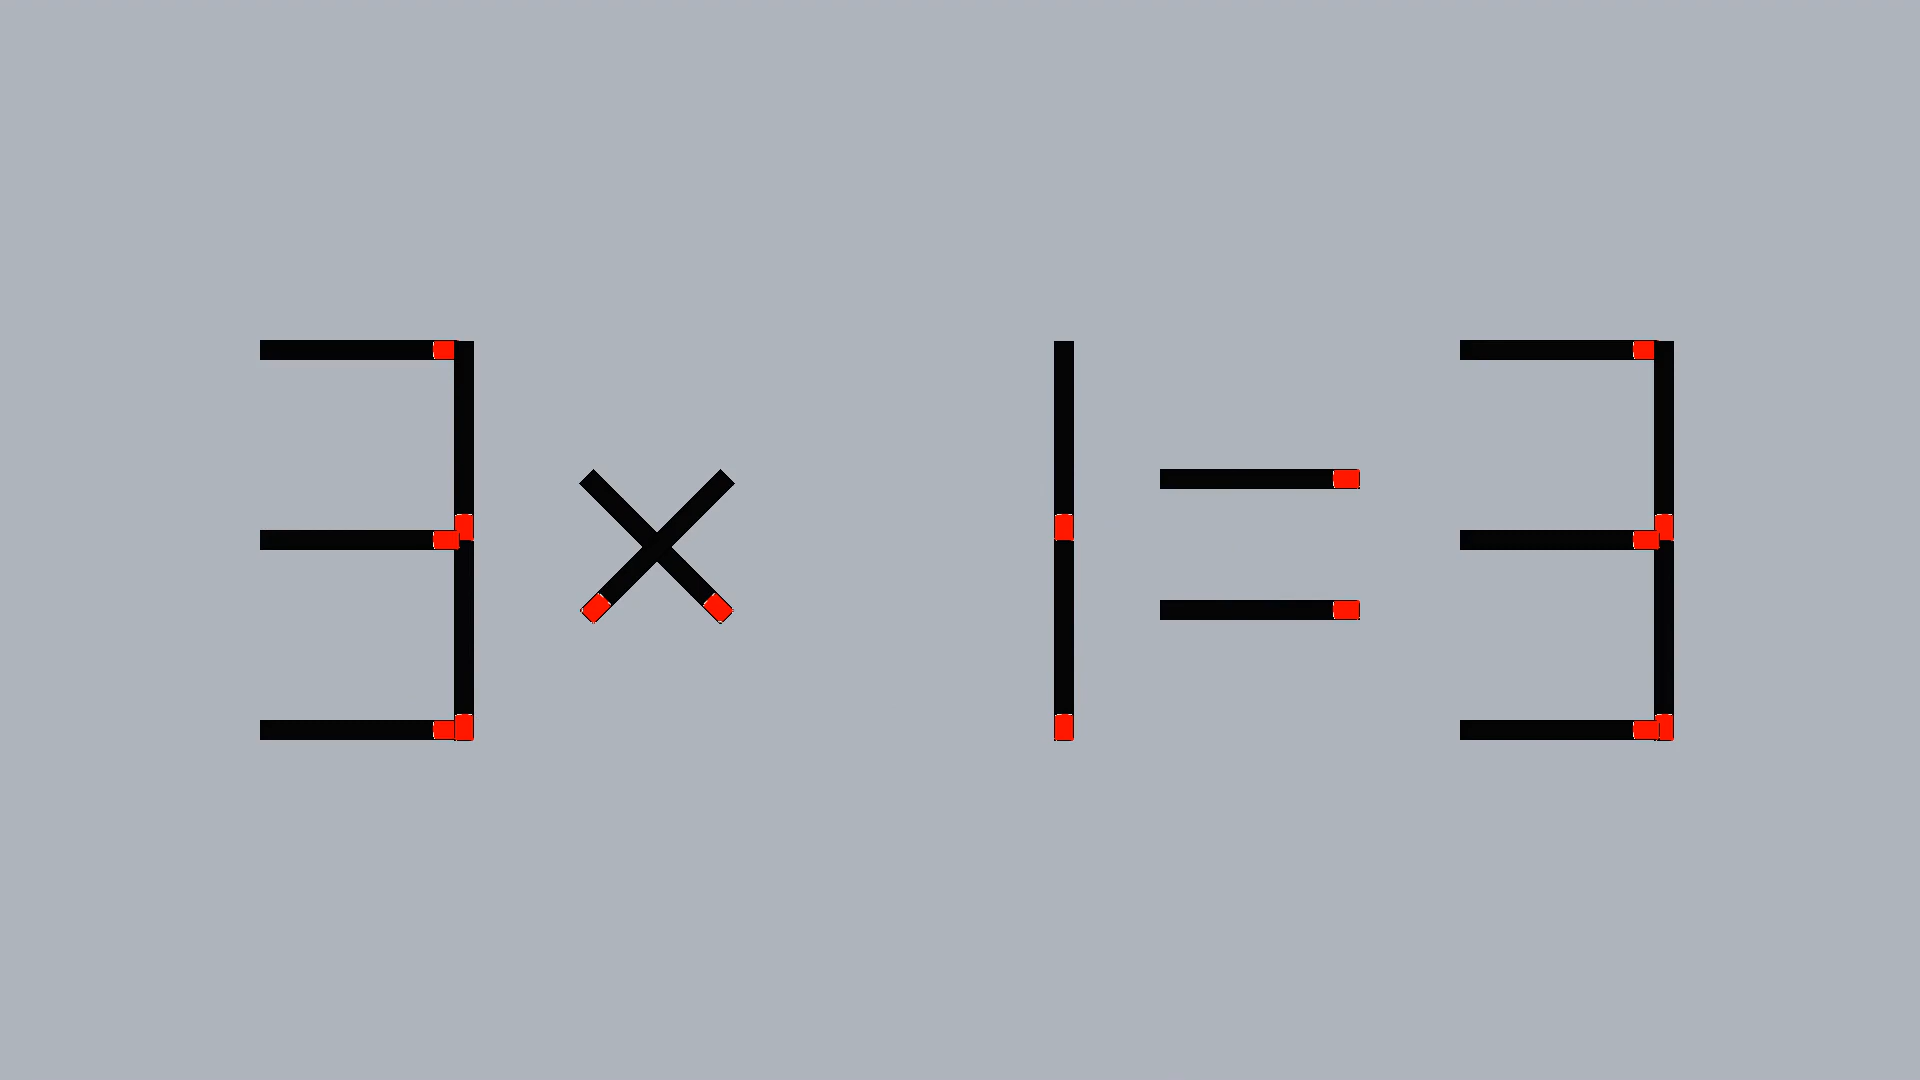 3 × 1 = 3